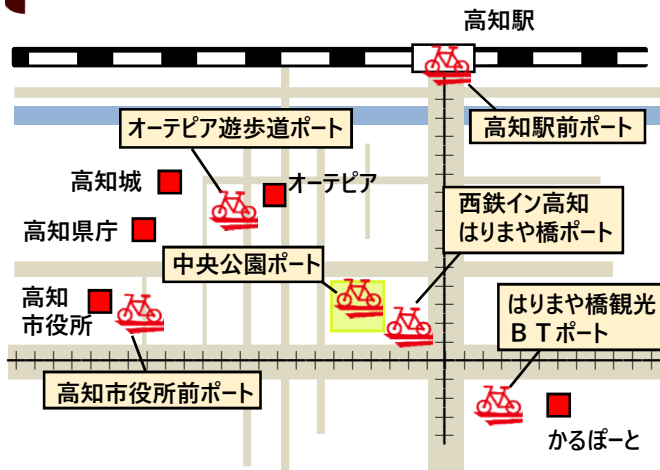 高知駅
オーテピア遊歩道ポート
高知駅前ポート
高知城
オーテピア
西鉄イン高知
はりまや橋ポート
高知県庁
中央公園ポート
高知
市役所
はりまや橋観光
ＢＴポート
高知市役所前ポート
かるぽーと